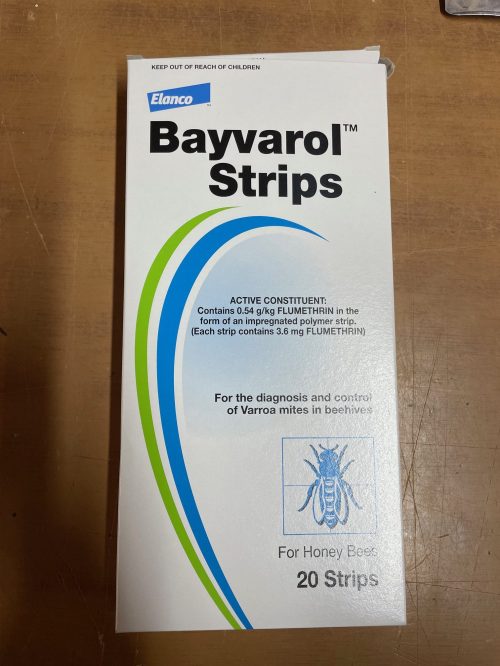 KEEP OUT OF REACH OF CHILDREN
Elanco
Bayvarol™
Strips
ACTIVE CONSTITUENT:
Contains 0.54 g/kg FLUMETHRIN in the
form of an impregnated polymer strip.
(Each strip contains 3.6 mg FLUMETHRIN)
For the diagnosis and control
of Varroa mites in beehives
For Honey Bees
20 Strips